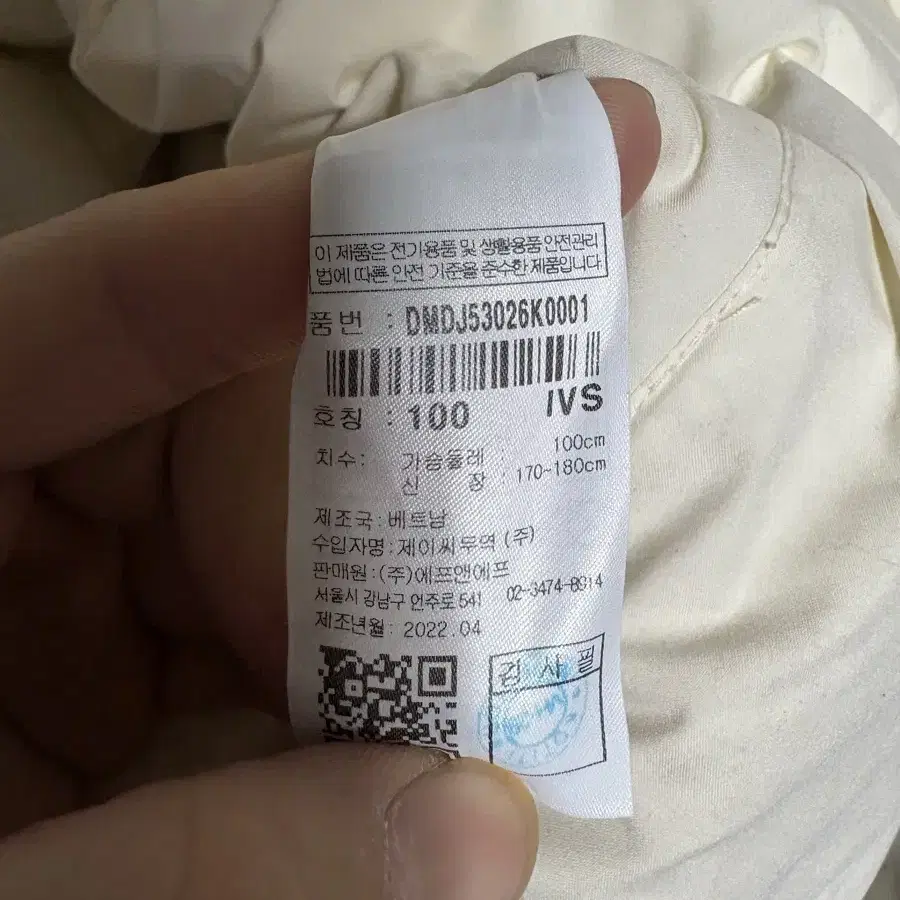 이 제품은 전기용품 및 생활용품 안전관리
법에 따른 안전 기준을 준수한 제품입니다
품번 : DMDJ53026K0001
IVS
호칭 : 100
치수: 가슴둘레 : 100cm
신 장 : 170~180cm
제조국: 베트남
수입자명: 제이씨무역 (주)
판매원: (주)에프앤에프
서울시 강남구 언주로 541 02-3474-8914
제조년월: 2022.04
검 사 필